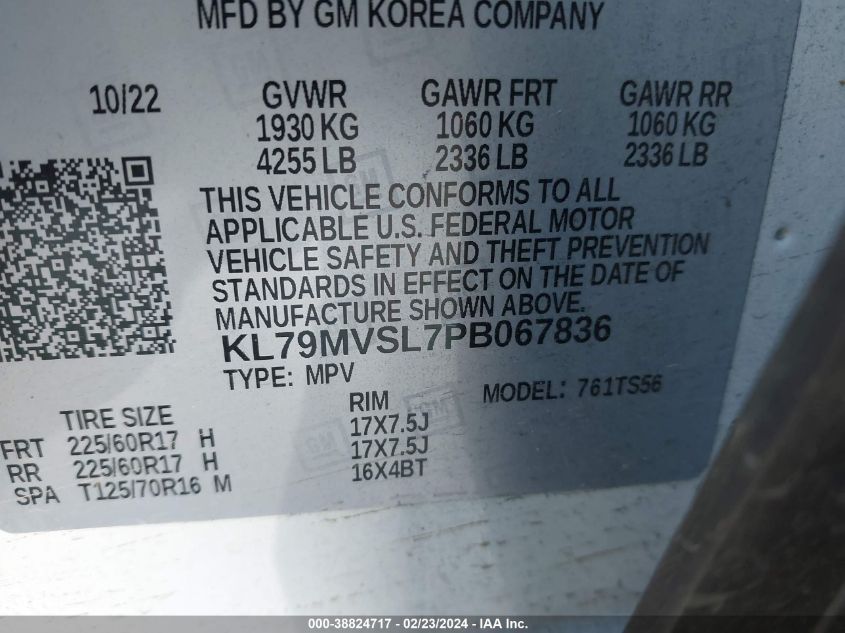 MFD BY GM KOREA COMPANY
10/22 GVWR GAWR FRT GAWR RR
1930 KG 1060 KG 1060 KG
4255 LB 2336 LB 2336 LB
THIS VEHICLE CONFORMS TO ALL
APPLICABLE U.S. FEDERAL MOTOR
VEHICLE SAFETY AND THEFT PREVENTION
STANDARDS IN EFFECT ON THE DATE OF
MANUFACTURE SHOWN ABOVE.
KL79MVSL7PB067836
TYPE: MPV MODEL: 761TS56
TIRE SIZE RIM
FRT 225/60R17 H 17X7.5J
RR 225/60R17 H 17X7.5J
SPA T125/70R16 M 16X4BT
000-38824717 - 02/23/2024 - IAAI.COM.